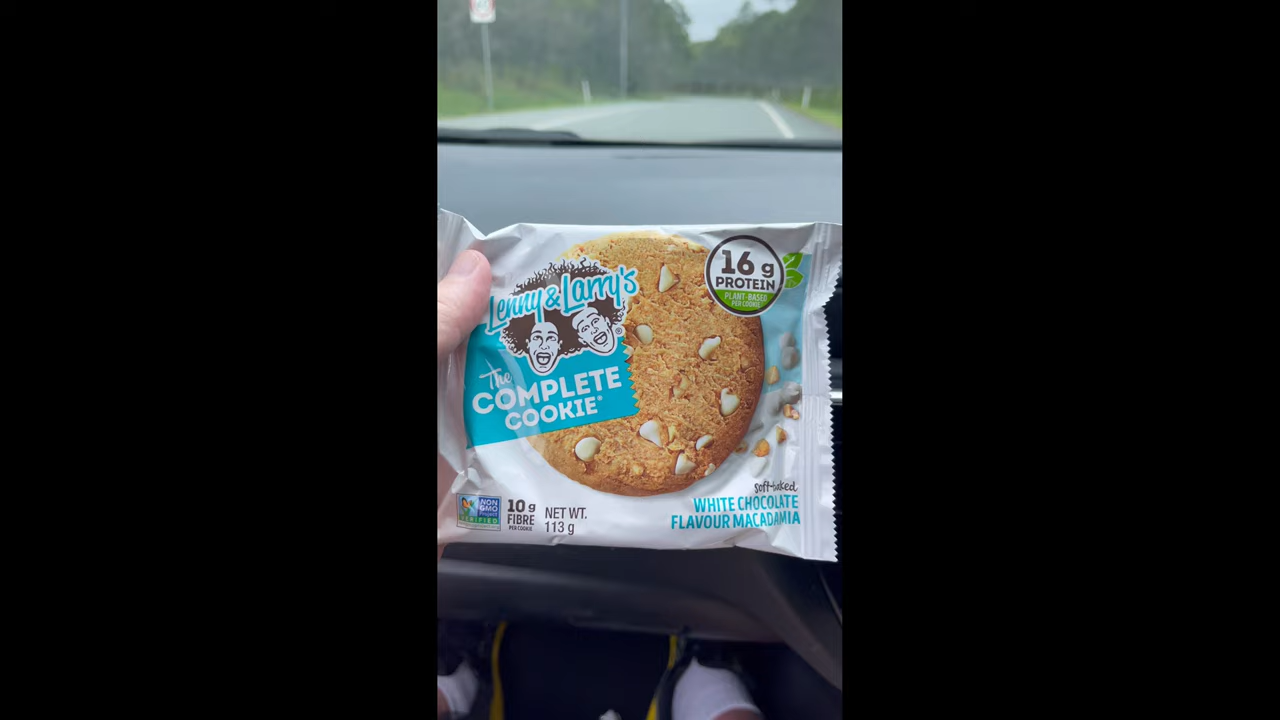 Lenny & Larry's®
The
COMPLETE
COOKIE®
16 g
PROTEIN
PLANT-BASED
PER COOKIE
NON
GMO
Project
VERIFIED
10 g
FIBRE
PER COOKIE
NET WT.
113 g
soft-baked
WHITE CHOCOLATE
FLAVOUR MACADAMIA